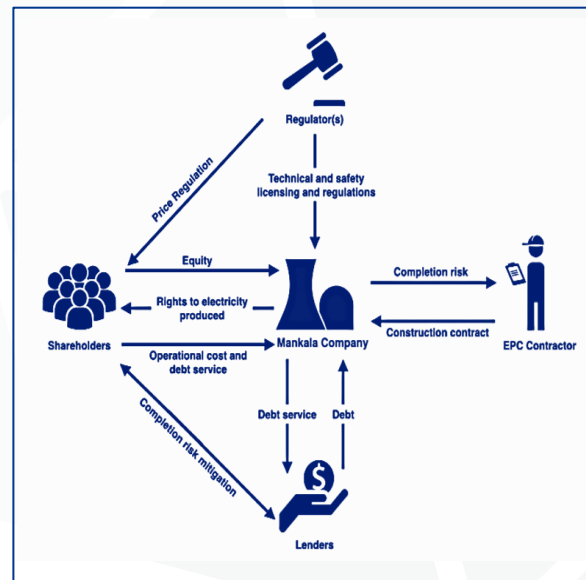 Regulator(s)
Price Regulation
Technical and safety
licensing and regulations
Equity
Completion risk
Rights to electricity
produced
Construction contract
Shareholders
Mankala Company
EPC Contractor
Operational cost and
debt service
Completion risk mitigation
Debt service
Debt
$
Lenders